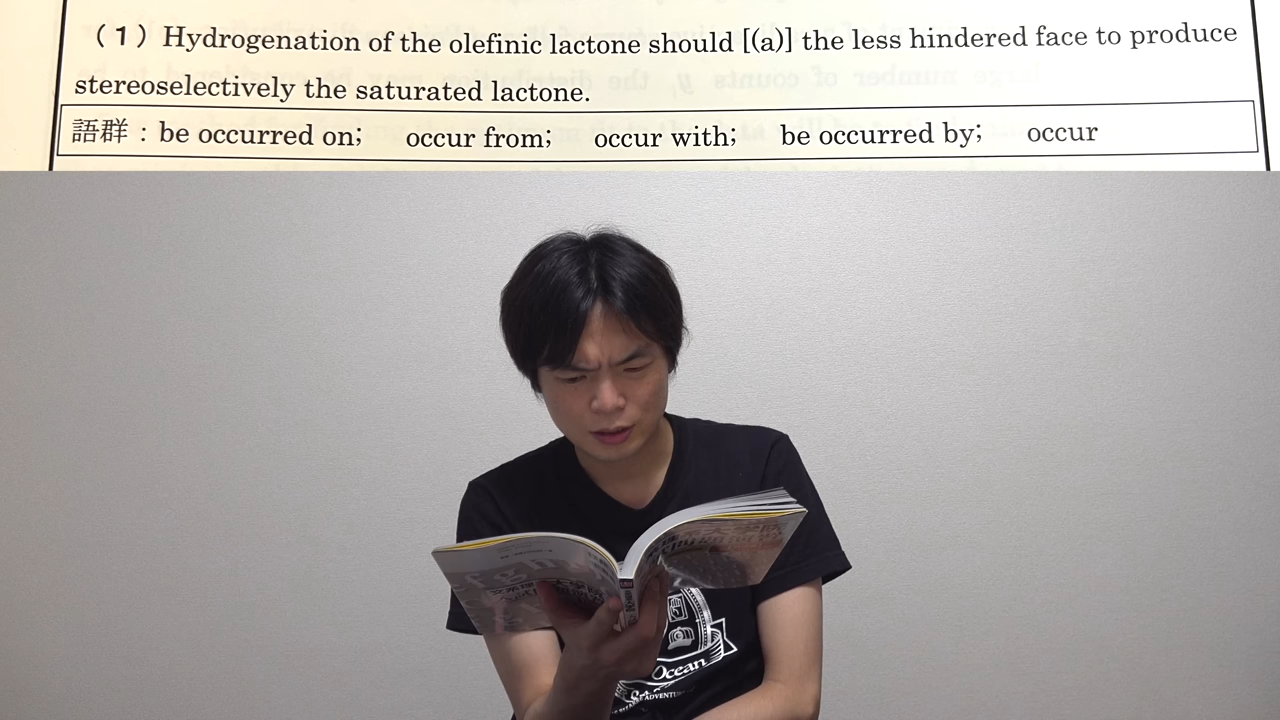 (1) Hydrogenation of the olefinic lactone should [(a)] the less hindered face to produce
stereoselectively the saturated lactone.
語群：be occurred on; occur from; occur with; be occurred by; occur
Ocean